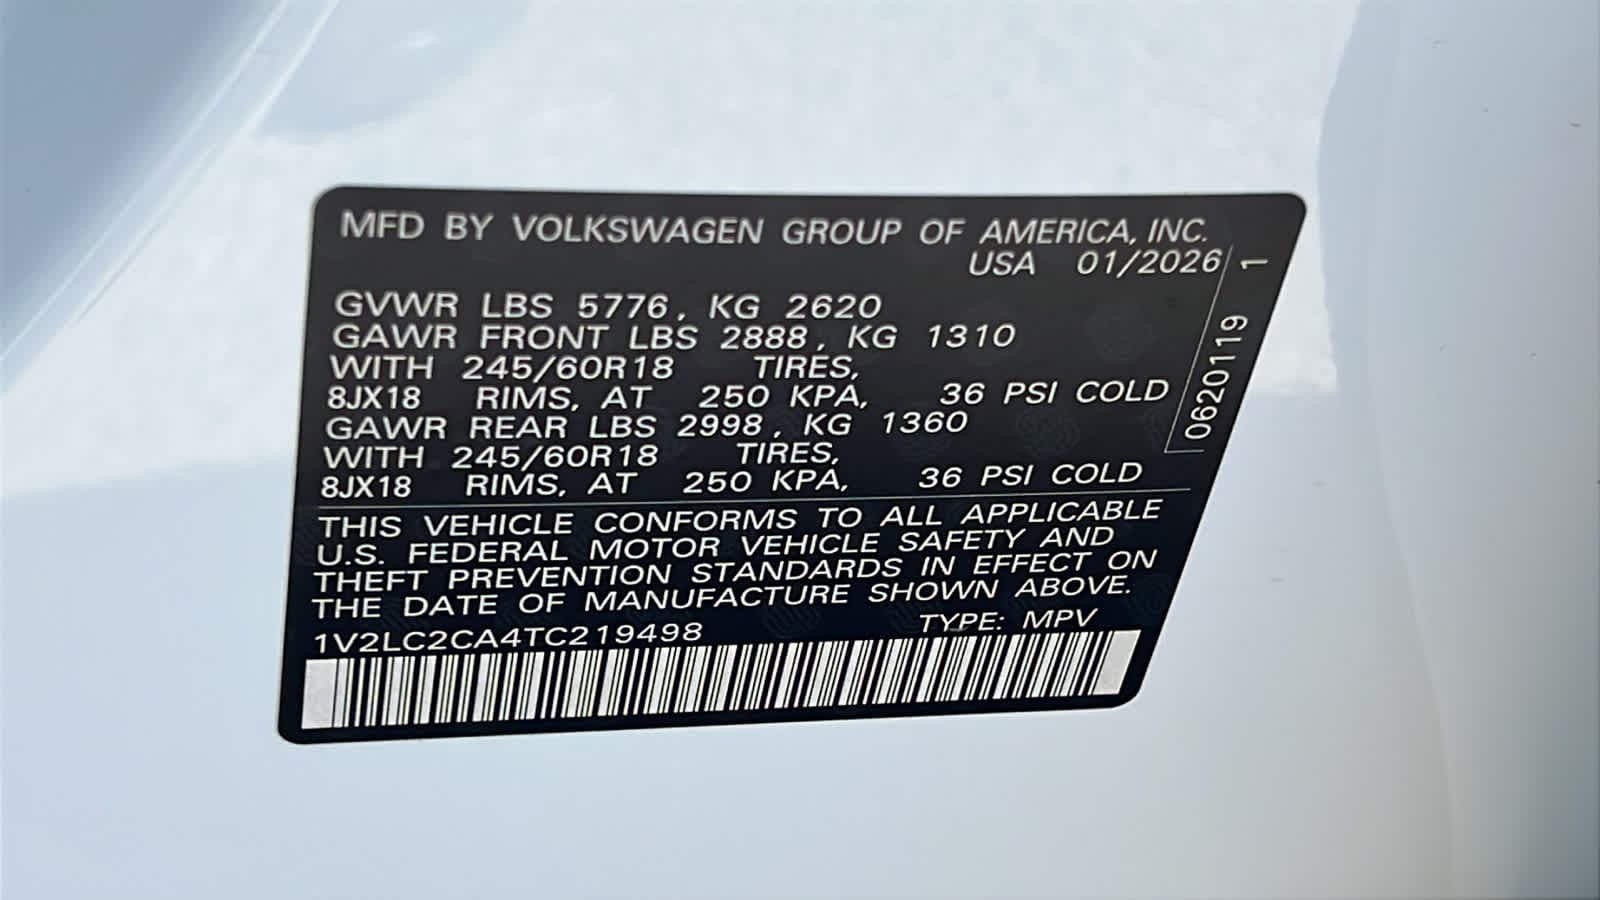 MFD BY VOLKSWAGEN GROUP OF AMERICA, INC.
USA 01/2026
GVWR LBS 5776, KG 2620
GAWR FRONT LBS 2888, KG 1310
WITH 245/60R18 TIRES,
8JX18 RIMS, AT 250 KPA, 36 PSI COLD
GAWR REAR LBS 2998, KG 1360
WITH 245/60R18 TIRES,
8JX18 RIMS, AT 250 KPA, 36 PSI COLD
THIS VEHICLE CONFORMS TO ALL APPLICABLE
U.S. FEDERAL MOTOR VEHICLE SAFETY AND
THEFT PREVENTION STANDARDS IN EFFECT ON
THE DATE OF MANUFACTURE SHOWN ABOVE.
1V2LC2CA4TC219498 TYPE: MPV
0620119 1